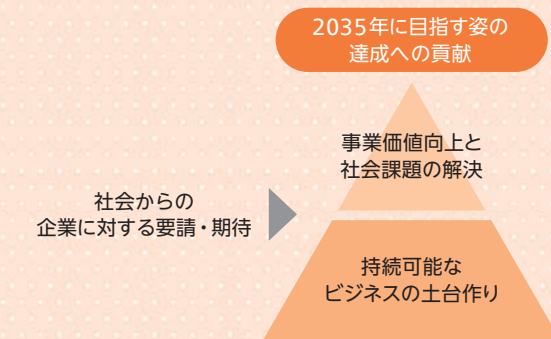 2035年に目指す姿の
達成への貢献
事業価値向上と
社会課題の解決
社会からの
企業に対する要請・期待
持続可能な
ビジネスの土台作り